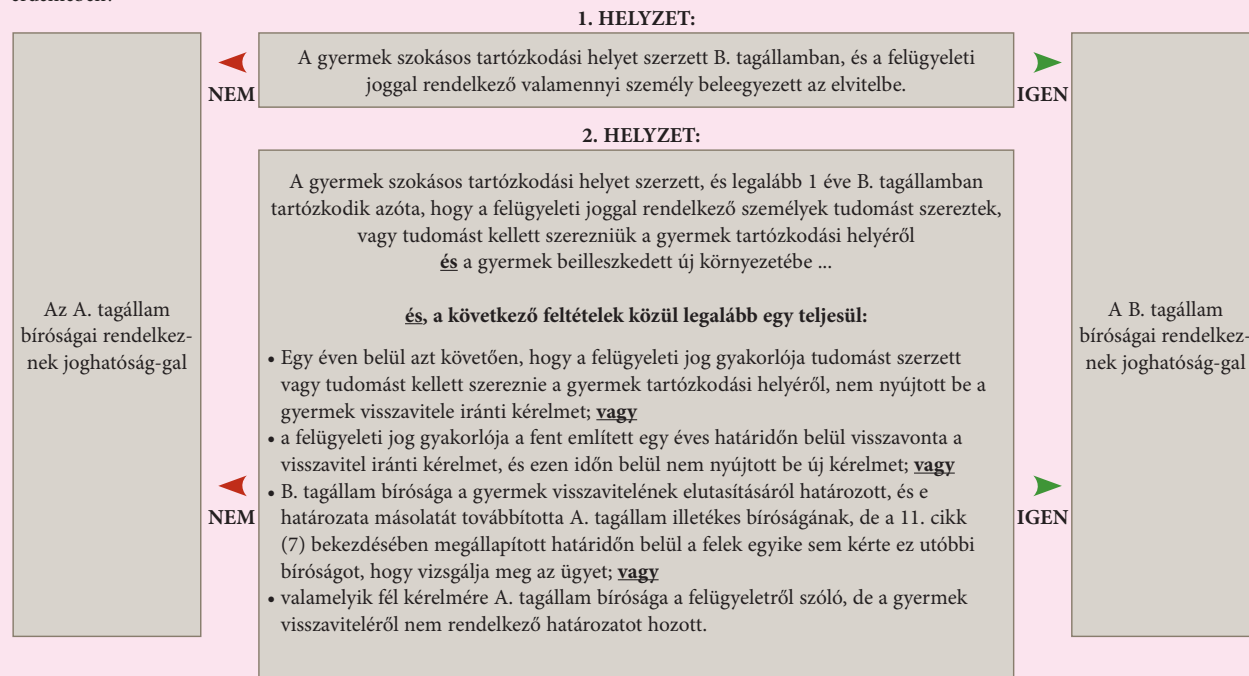 1. HELYZET:
A gyermek szokásos tartózkodási helyet szerzett B. tagállamban, és a felügyeleti
joggal rendelkező valamennyi személy beleegyezett az elvitelbe.
NEM
IGEN
2. HELYZET:
A gyermek szokásos tartózkodási helyet szerzett, és legalább 1 éve B. tagállamban
tartózkodik azóta, hogy a felügyeleti joggal rendelkező személyek tudomást szereztek,
vagy tudomást kellett szerezniük a gyermek tartózkodási helyéről
és a gyermek beilleszkedett új környezetébe ...
és, a következő feltételek közül legalább egy teljesül:
• Egy éven belül azt követően, hogy a felügyeleti jog gyakorlója tudomást szerzett
vagy tudomást kellett szereznie a gyermek tartózkodási helyéről, nem nyújtott be a
gyermek visszavitele iránti kérelmet; vagy
• a felügyeleti jog gyakorlója a fent említett egy éves határidőn belül visszavonta a
visszavitel iránti kérelmet, és ezen időn belül nem nyújtott be új kérelmet; vagy
• B. tagállam bírósága a gyermek visszavitelének elutasításáról határozott, és e
határozata másolatát továbbította A. tagállam illetékes bíróságának, de a 11. cikk
(7) bekezdésében megállapított határidőn belül a felek egyike sem kérte ez utóbbi
bíróságot, hogy vizsgálja meg az ügyet; vagy
• valamelyik fél kérelmére A. tagállam bírósága a felügyeletről szóló, de a gyermek
visszaviteléről nem rendelkező határozatot hozott.
NEM
IGEN
Az A. tagállam
bíróságai rendelkez-
nek joghatóság-gal
A B. tagállam
bíróságai rendelkez-
nek joghatóság-gal